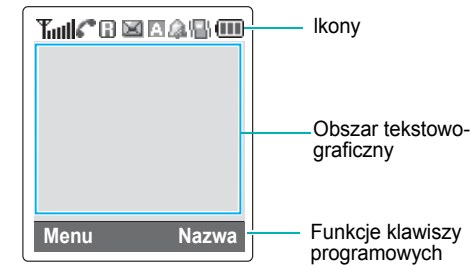 R A
Ikony
Obszar tekstowo-
graficzny
Menu Nazwa
Funkcje klawiszy
programowych